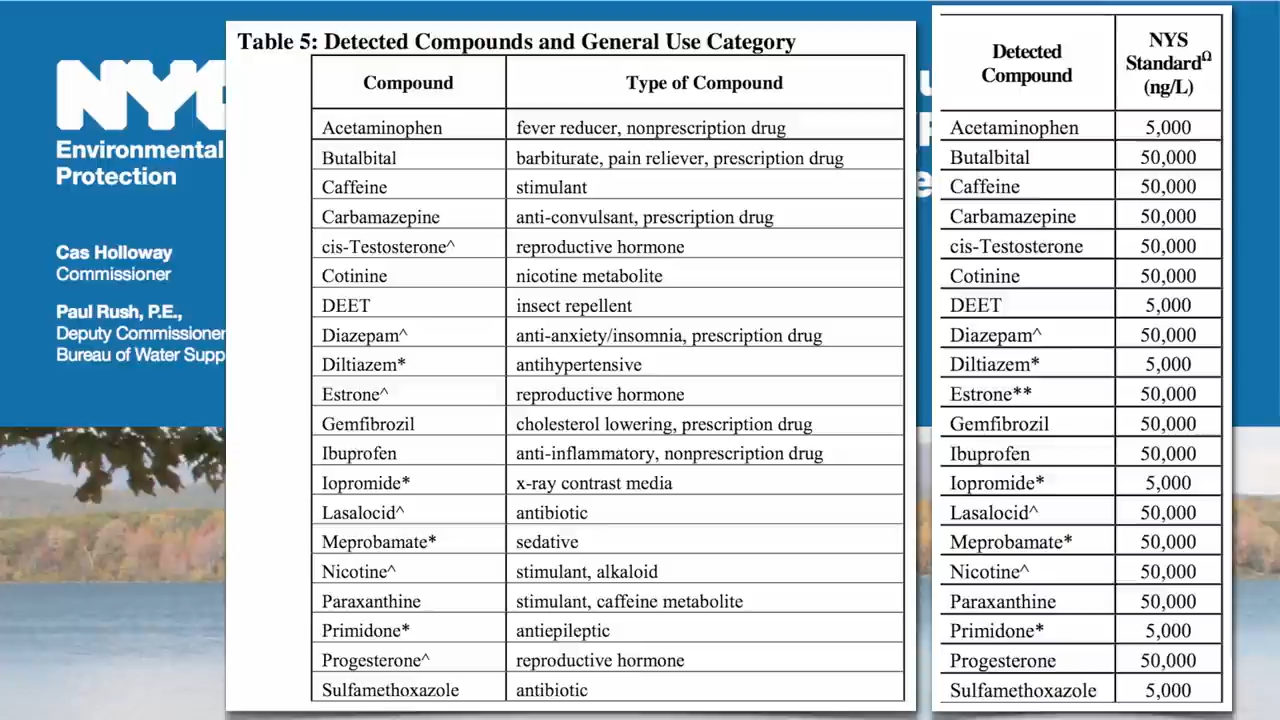 NYC
Environmental
Protection
Cas Holloway
Commissioner
Paul Rush, P.E.,
Deputy Commissioner
Bureau of Water
Table 5: Detected Compounds and General Use Category
Compound Type of Compound
Acetaminophen fever reducer, nonprescription drug
Butalbital barbiturate, pain reliever, prescription drug
Caffeine stimulant
Carbamazepine anti-convulsant, prescription drug
cis-Testosterone^ reproductive hormone
Cotinine nicotine metabolite
DEET insect repellent
Diazepam^ anti-anxiety/insomnia, prescription drug
Diltiazem* antihypertensive
Estrone^ reproductive hormone
Gemfibrozil cholesterol lowering, prescription drug
Ibuprofen anti-inflammatory, nonprescription drug
Iopromide* x-ray contrast media
Lasalocid^ antibiotic
Meprobamate* sedative
Nicotine^ stimulant, alkaloid
Paraxanthine stimulant, caffeine metabolite
Primidone* antiepileptic
Progesterone^ reproductive hormone
Sulfamethoxazole antibiotic
Detected
Compound
NYS
StandardΩ
(ng/L)
Acetaminophen 5,000
Butalbital 50,000
Caffeine 50,000
Carbamazepine 50,000
cis-Testosterone 50,000
Cotinine 50,000
DEET 5,000
Diazepam^ 50,000
Diltiazem* 5,000
Estrone** 50,000
Gemfibrozil 50,000
Ibuprofen 50,000
Iopromide* 5,000
Lasalocid^ 50,000
Meprobamate* 50,000
Nicotine^ 50,000
Paraxanthine 50,000
Primidone* 5,000
Progesterone 50,000
Sulfamethoxazole 5,000